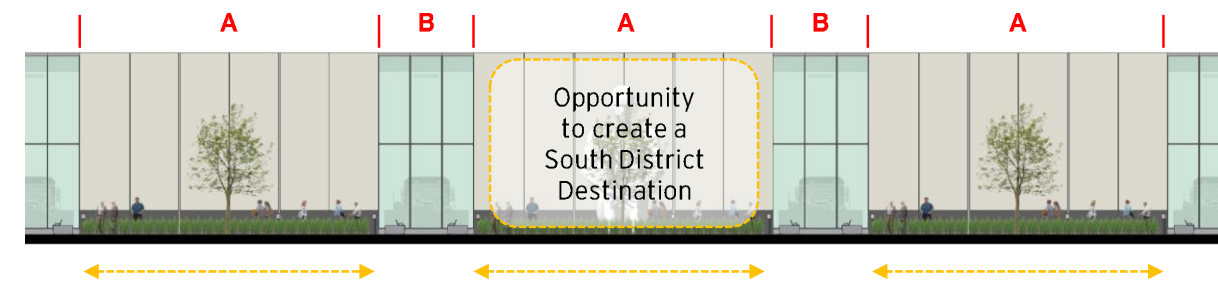 A B A B A
Opportunity
to create a
South District
Destination